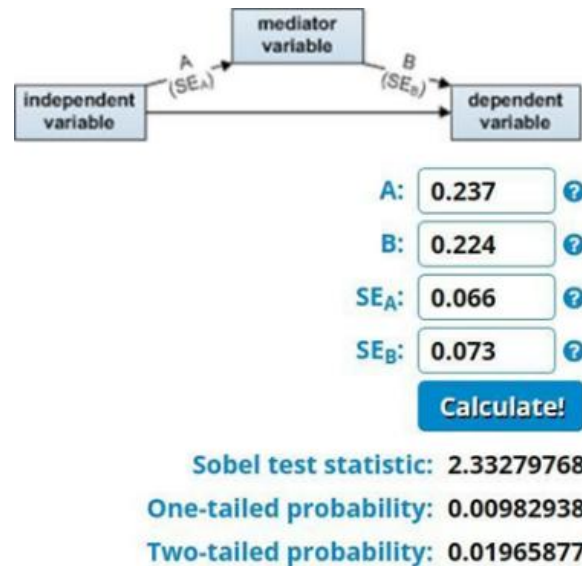 mediator
variable
A
(SEA)
B
(SEB)
independent
variable
dependent
variable
A: 0.237 ?
B: 0.224 ?
SEA: 0.066 ?
SEB: 0.073 ?
Calculate!
Sobel test statistic: 2.33279768
One-tailed probability: 0.00982938
Two-tailed probability: 0.01965877